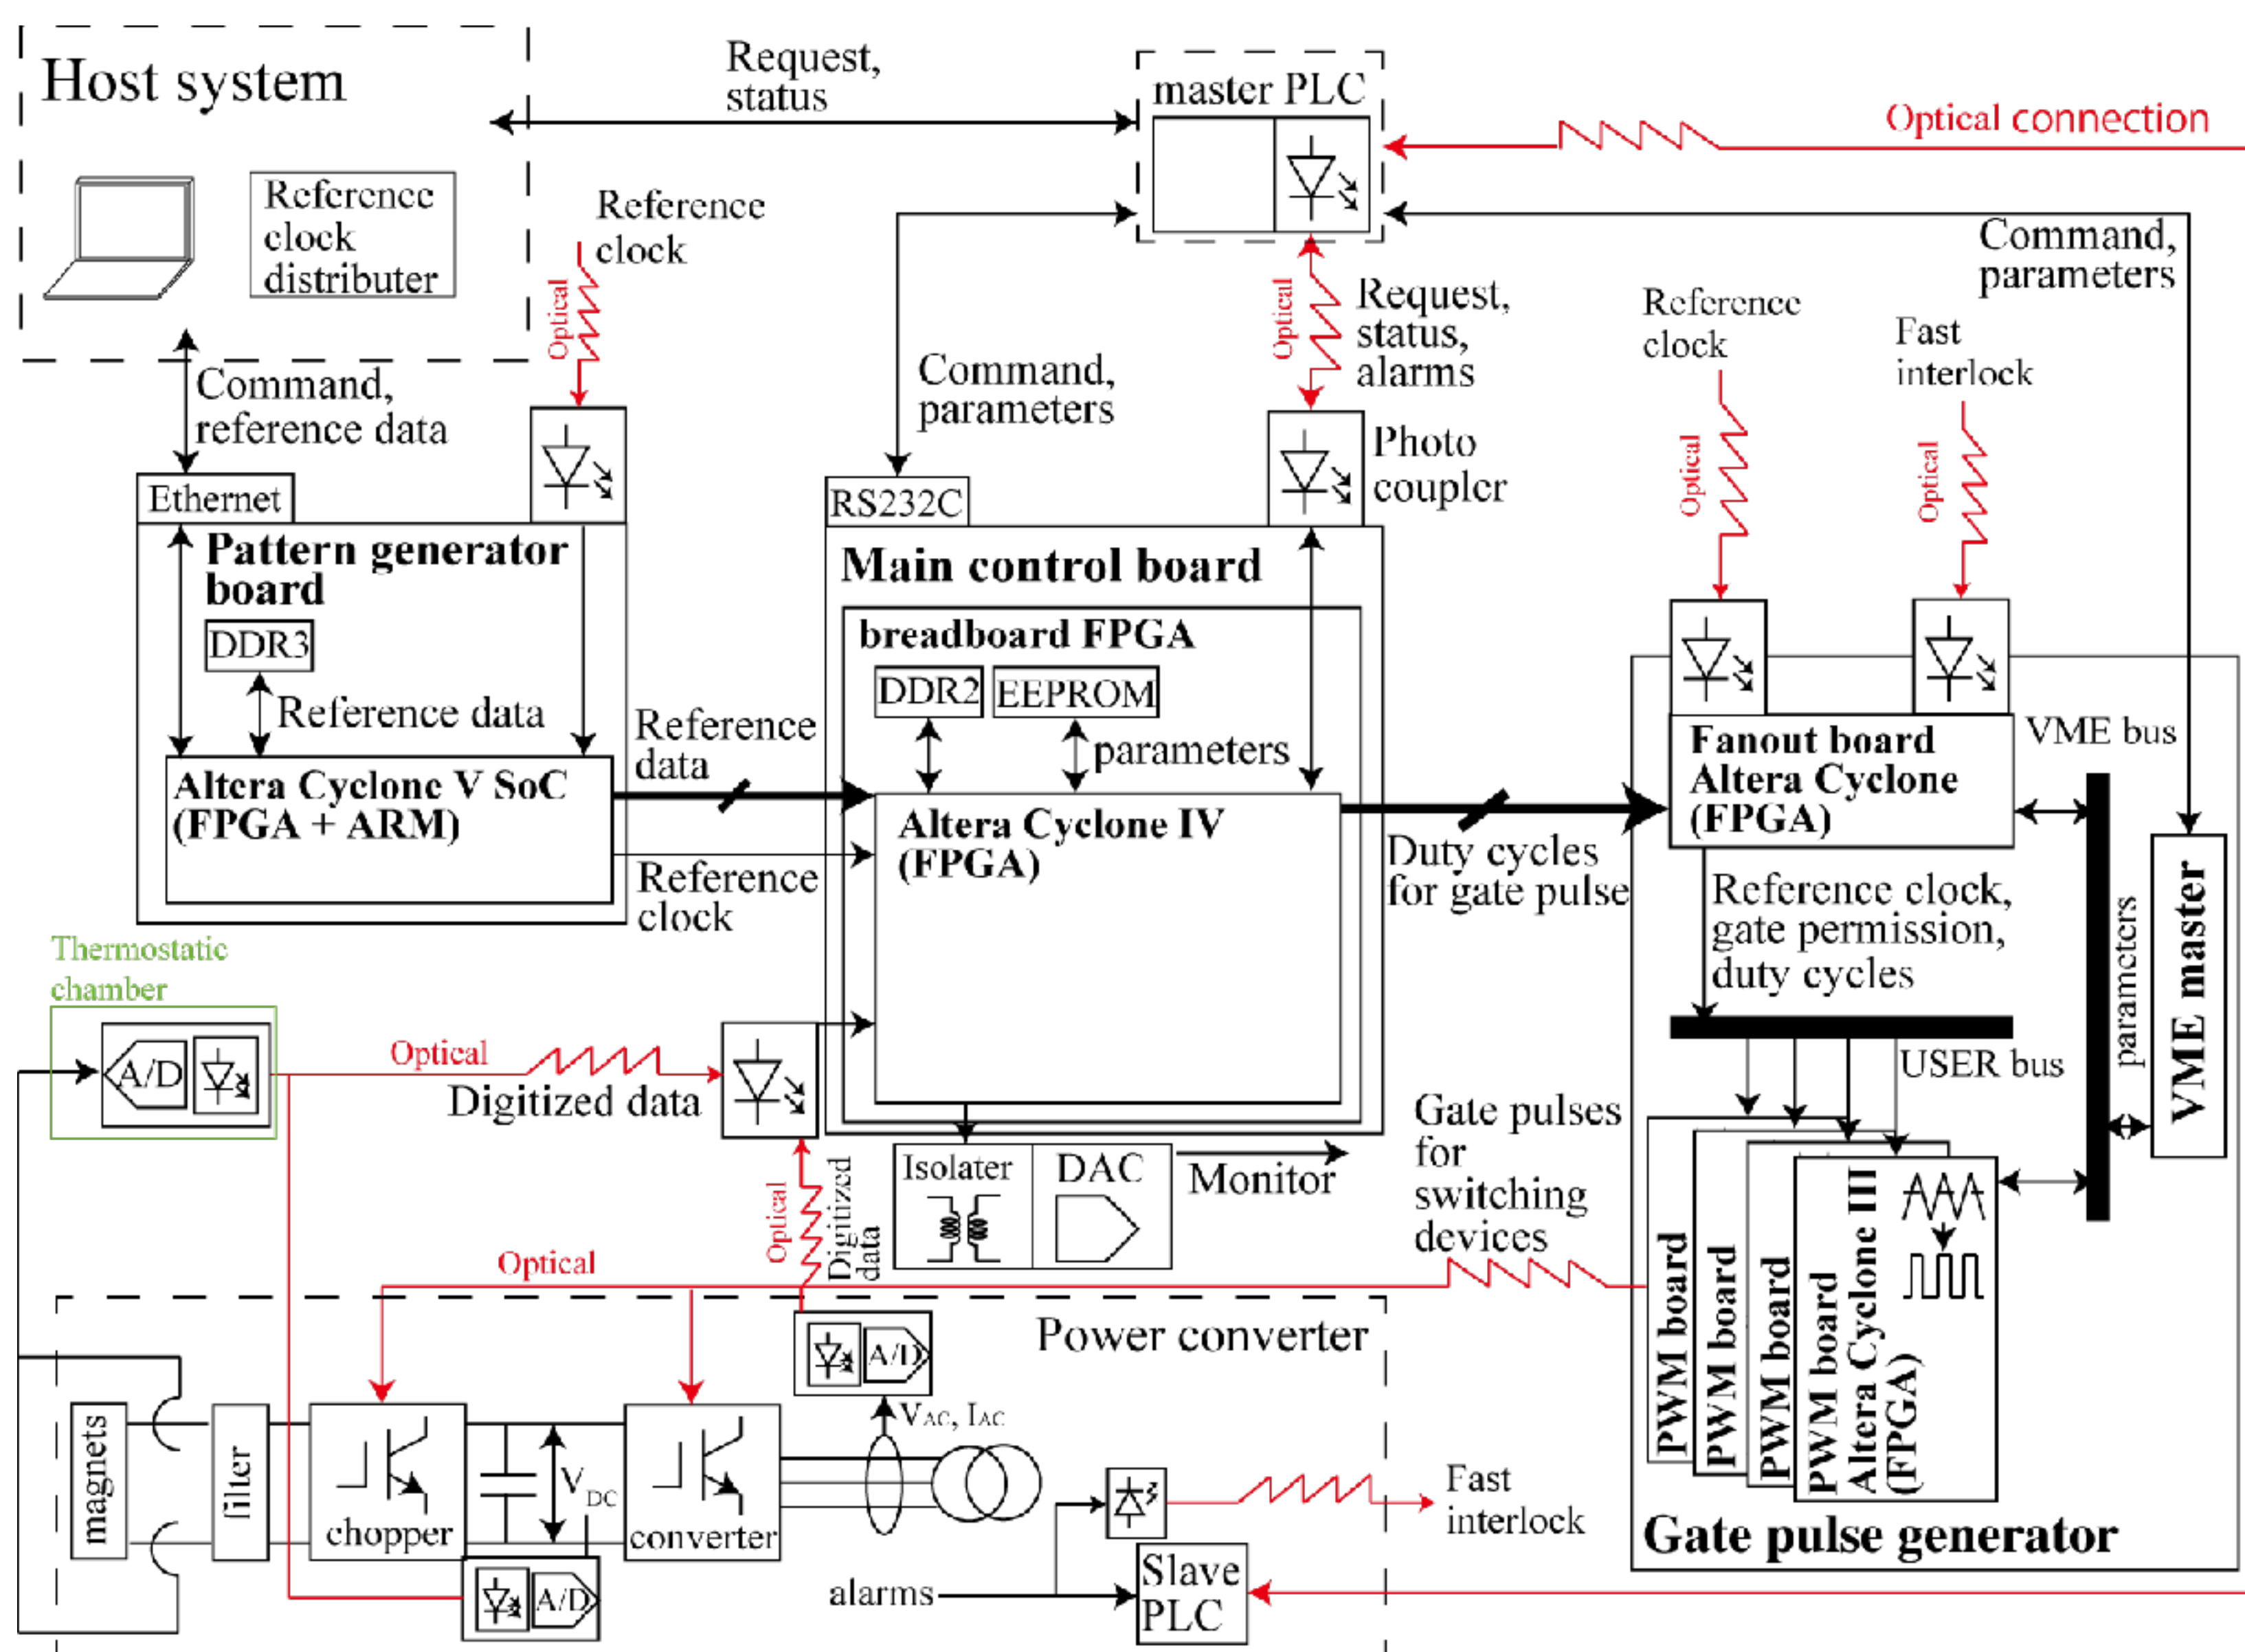 Host system
Reference
clock
distributer
Request,
status
master PLC
Optical connection
Reference
clock
Optical
Command,
reference data
Command,
parameters
Optical
Request,
status,
alarms
Command,
parameters
Reference
clock
Optical
Fast
interlock
Optical
Ethernet
Pattern generator
board
DDR3
Reference data
Altera Cyclone V SoC
(FPGA + ARM)
Reference
data
Reference
clock
RS232C
Photo
coupler
Main control board
breadboard FPGA
DDR2
EEPROM
parameters
Altera Cyclone IV
(FPGA)
Duty cycles
for gate pulse
Fanout board
Altera Cyclone
(FPGA)
VME bus
Reference clock,
gate permission,
duty cycles
USER bus
parameters
VME master
Thermostatic
chamber
A/D
Optical
Digitized data
Optical
Digitized
data
Isolater
DAC
Monitor
Gate pulses
for
switching
devices
PWM board
PWM board
PWM board
PWM board
Altera Cyclone III
(FPGA)
Gate pulse generator
Optical
Power converter
A/D
VAC, IAC
magnets
filter
chopper
VDC
converter
A/D
alarms
Fast
interlock
Slave
PLC